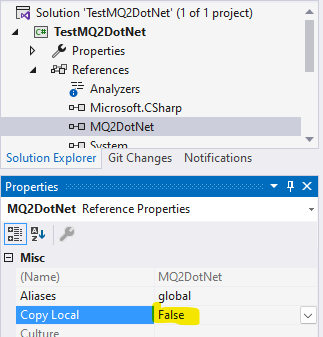 Solution 'TestMQ2DotNet' (1 of 1 project)
C# TestMQ2DotNet
Properties
References
Analyzers
Microsoft.CSharp
MQ2DotNet
System
Solution Explorer Git Changes Notifications
Properties
MQ2DotNet Reference Properties
Misc
(Name) MQ2DotNet
Aliases global
Copy Local False
Culture